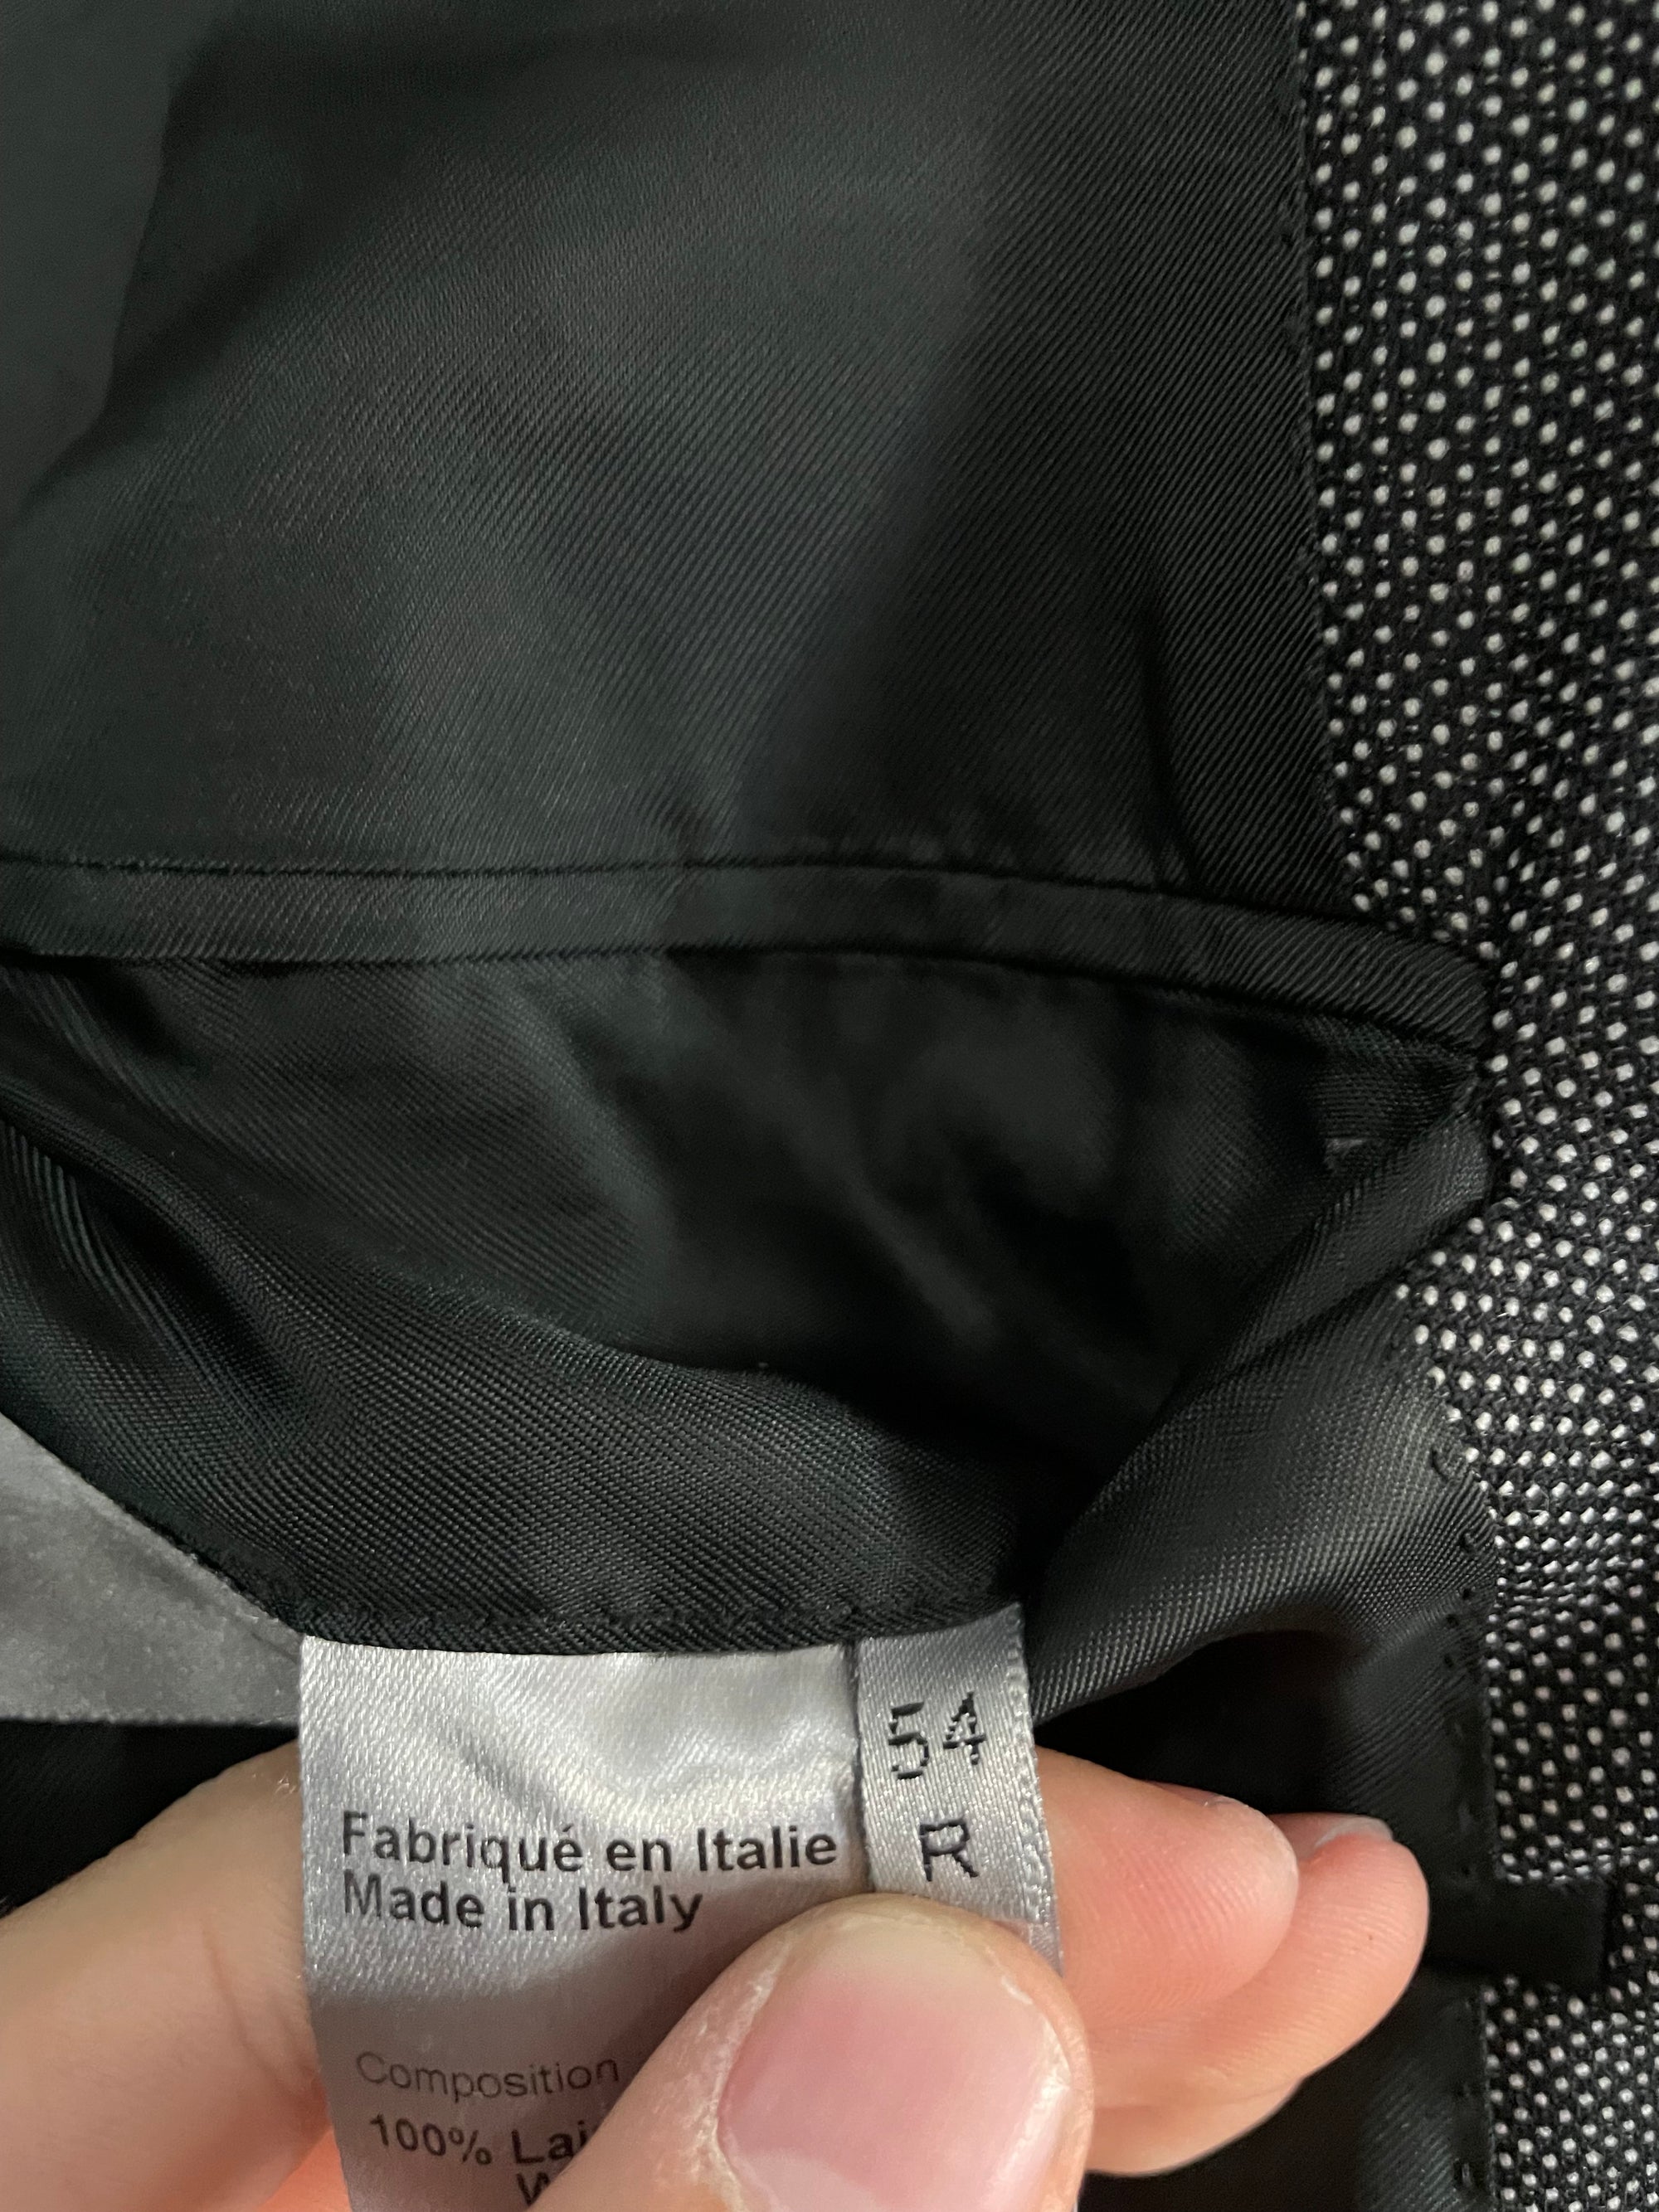 54
R
Fabriqué en Italie
Made in Italy
Composition
100%